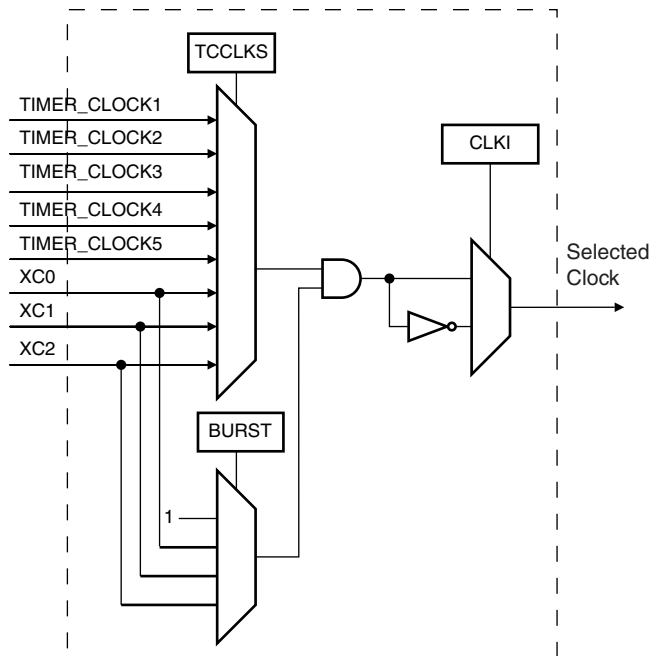 TCCLKS
TIMER_CLOCK1
TIMER_CLOCK2
TIMER_CLOCK3
TIMER_CLOCK4
TIMER_CLOCK5
XC0
XC1
XC2
CLKI
Selected
Clock
BURST
1